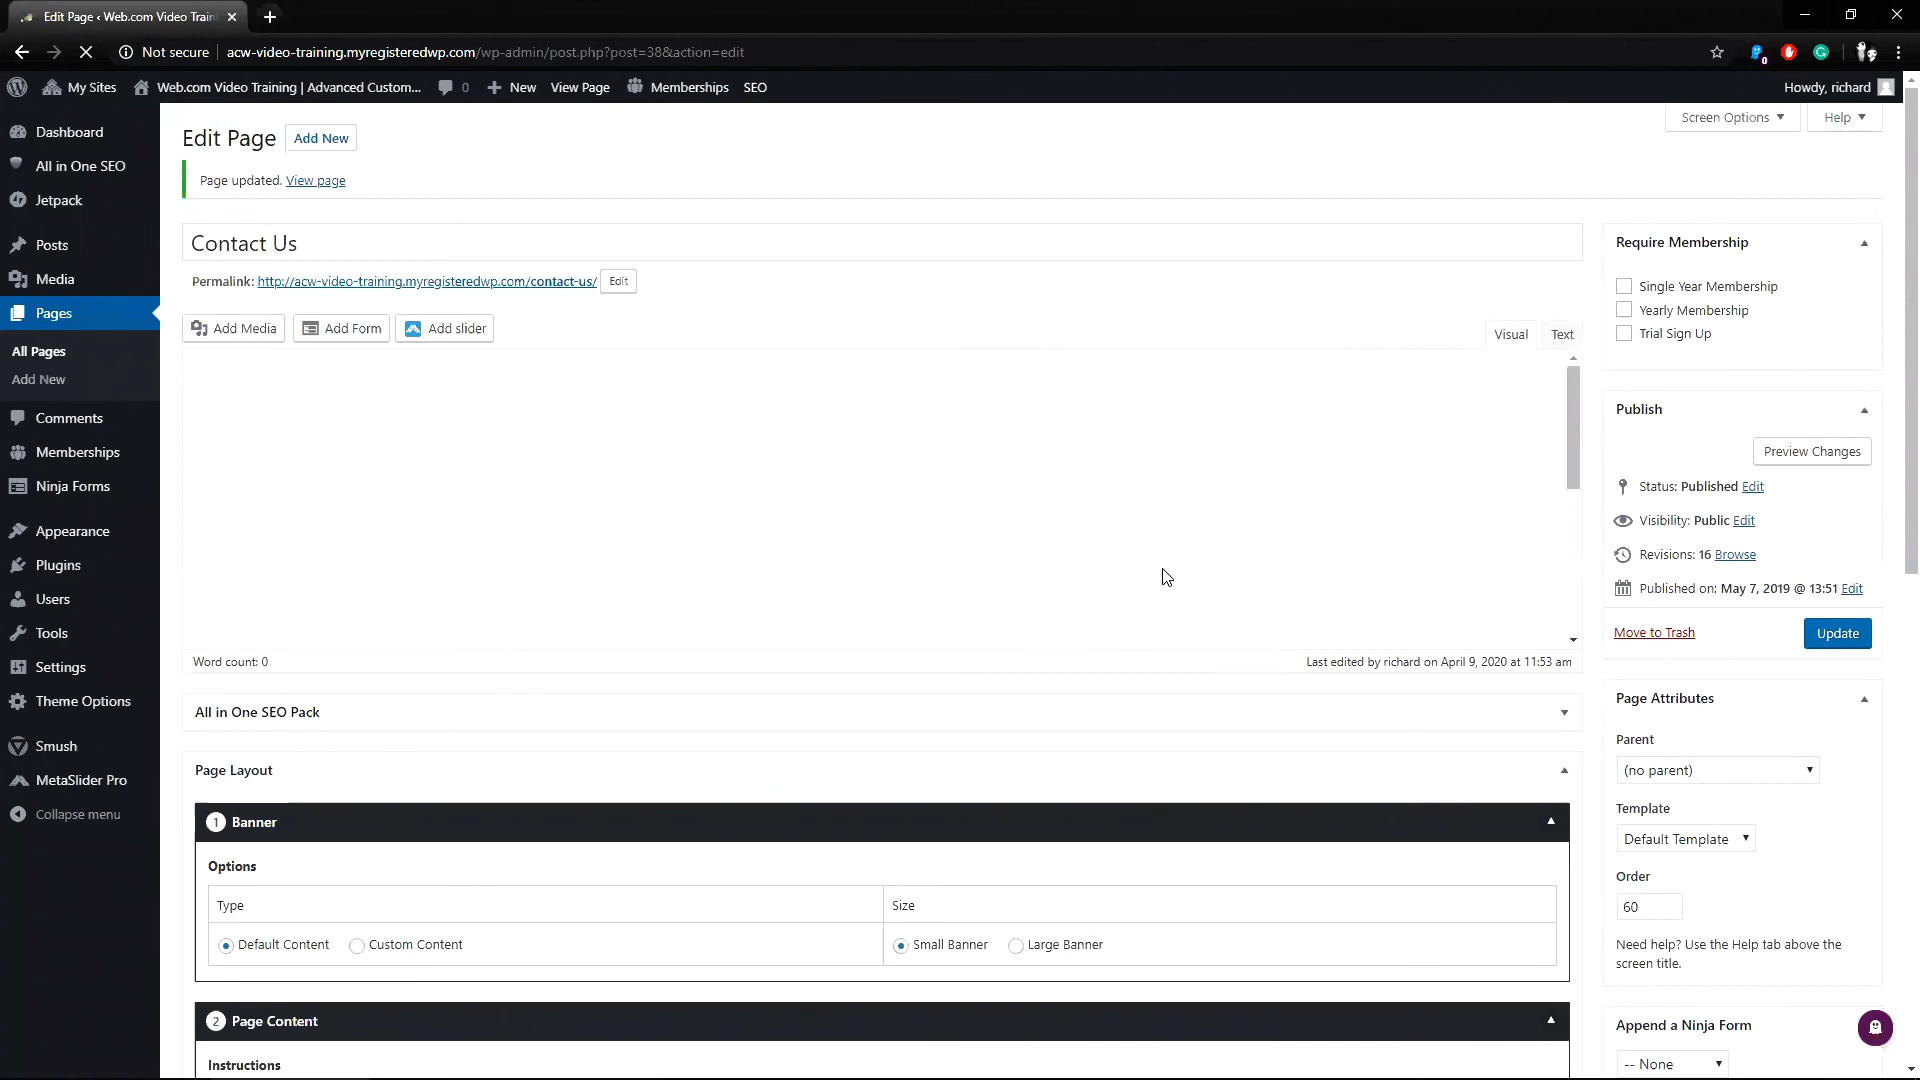 Edit Page ‹ Web.com Video Train
Not secure
acw-video-training.myregisteredwp.com/wp-admin/post.php?post=38&action=edit
0
My Sites
Web.com Video Training | Advanced Custom...
0
New
View Page
Memberships
SEO
Howdy, richard
Dashboard
All in One SEO
Jetpack
Posts
Media
Pages
All Pages
Add New
Comments
Memberships
Ninja Forms
Appearance
Plugins
Users
Tools
Settings
Theme Options
Smush
MetaSlider Pro
Collapse menu
Screen Options
Help
Edit Page
Add New
Page updated. View page
Contact Us
Permalink: http://acw-video-training.myregisteredwp.com/contact-us/ Edit
Add Media
Add Form
Add slider
Visual
Text
Word count: 0
Last edited by richard on April 9, 2020 at 11:53 am
All in One SEO Pack
Page Layout
1 Banner
Options
Type
Size
Default Content
Custom Content
Small Banner
Large Banner
2 Page Content
Instructions
Require Membership
Single Year Membership
Yearly Membership
Trial Sign Up
Publish
Preview Changes
Status: Published Edit
Visibility: Public Edit
Revisions: 16 Browse
Published on: May 7, 2019 @ 13:51 Edit
Move to Trash
Update
Page Attributes
Parent
(no parent)
Template
Default Template
Order
60
Need help? Use the Help tab above the
screen title.
Append a Ninja Form
-- None